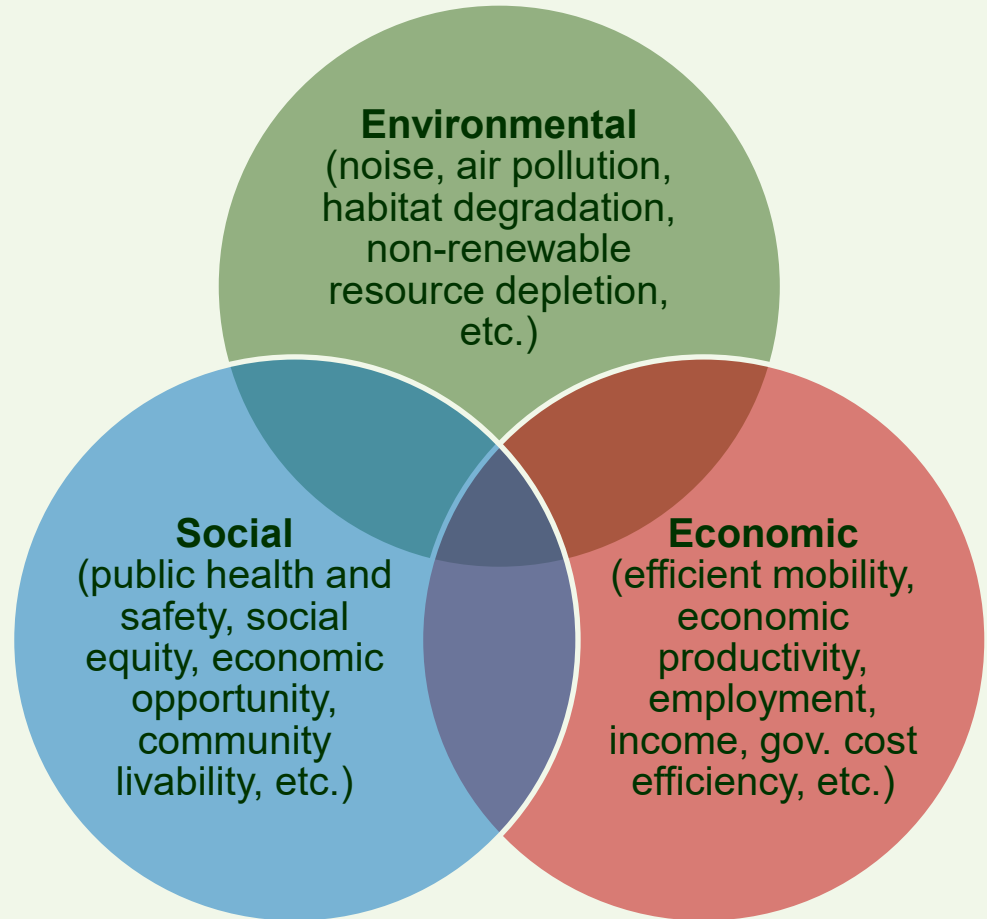 Environmental
(noise, air pollution,
habitat degradation,
non-renewable
resource depletion,
etc.)
Social
(public health and
safety, social
equity, economic
opportunity,
community
livability, etc.)
Economic
(efficient mobility,
economic
productivity,
employment,
income, gov. cost
efficiency, etc.)